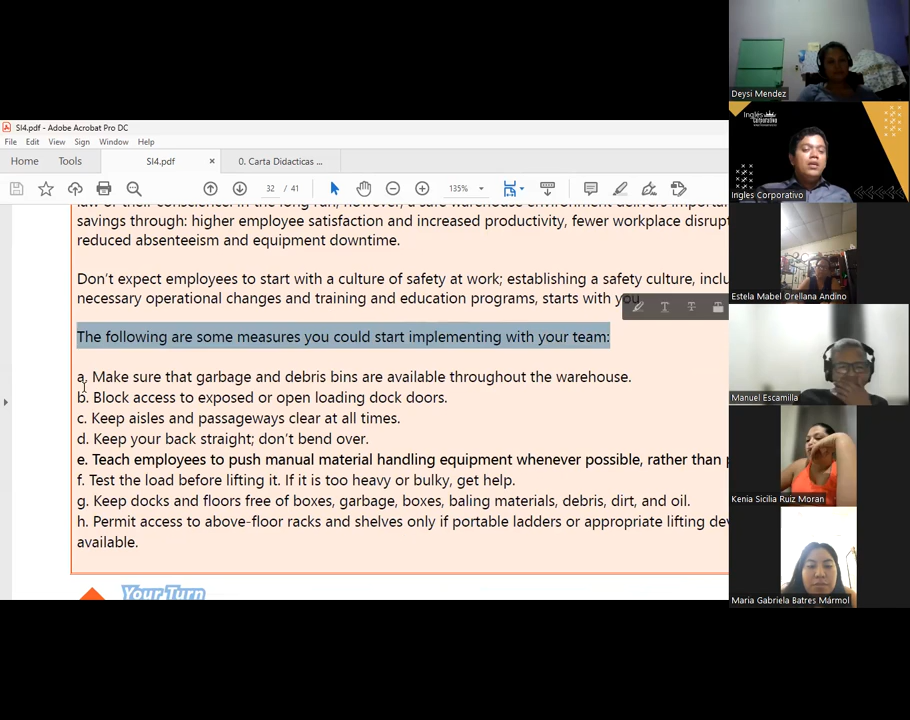 SI4.pdf - Adobe Acrobat Pro DC
File Edit View Sign Window Help
Home Tools SI4.pdf × 0. Carta Didacticas ...
32 / 41 135%
savings through: higher employee satisfaction and increased productivity, fewer workplace disrup
reduced absenteeism and equipment downtime.
Don't expect employees to start with a culture of safety at work; establishing a safety culture, inclu
necessary operational changes and training and education programs, starts with you
The following are some measures you could start implementing with your team:
a. Make sure that garbage and debris bins are available throughout the warehouse.
b. Block access to exposed or open loading dock doors.
c. Keep aisles and passageways clear at all times.
d. Keep your back straight; don't bend over.
e. Teach employees to push manual material handling equipment whenever possible, rather than p
f. Test the load before lifting it. If it is too heavy or bulky, get help.
g. Keep docks and floors free of boxes, garbage, boxes, baling materials, debris, dirt, and oil.
h. Permit access to above-floor racks and shelves only if portable ladders or appropriate lifting dev
available.
Your Turn
Deysi Mendez
Inglés
Corporativo
Ingles Corporativo
Estela Mabel Orellana Andino
Manuel Escamilla
Kenia Sicilia Ruiz Moran
Maria Gabriela Batres Mármol